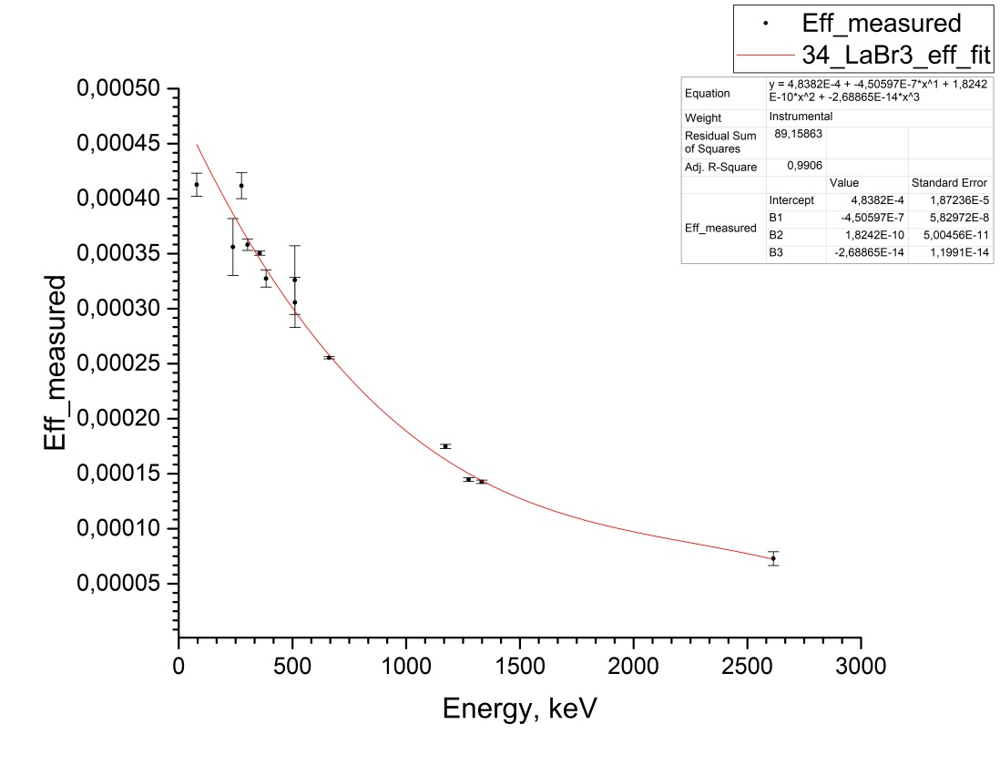 Eff_measured
34_LaBr3_eff_fit
Equation
y = 4,8382E-4 + -4,50597E-7*x^1 + 1,8242
E-10*x^2 + -2,68865E-14*x^3
Weight
Instrumental
Residual Sum
of Squares
89,15863
Adj. R-Square
0,9906
Value
Standard Error
Eff_measured
Intercept
4,8382E-4
1,87236E-5
B1
-4,50597E-7
5,82972E-8
B2
1,8242E-10
5,00456E-11
B3
-2,68865E-14
1,1991E-14
0,00050
0,00045
0,00040
0,00035
0,00030
0,00025
0,00020
0,00015
0,00010
0,00005
Eff_measured
0
500
1000
1500
2000
2500
3000
Energy, keV